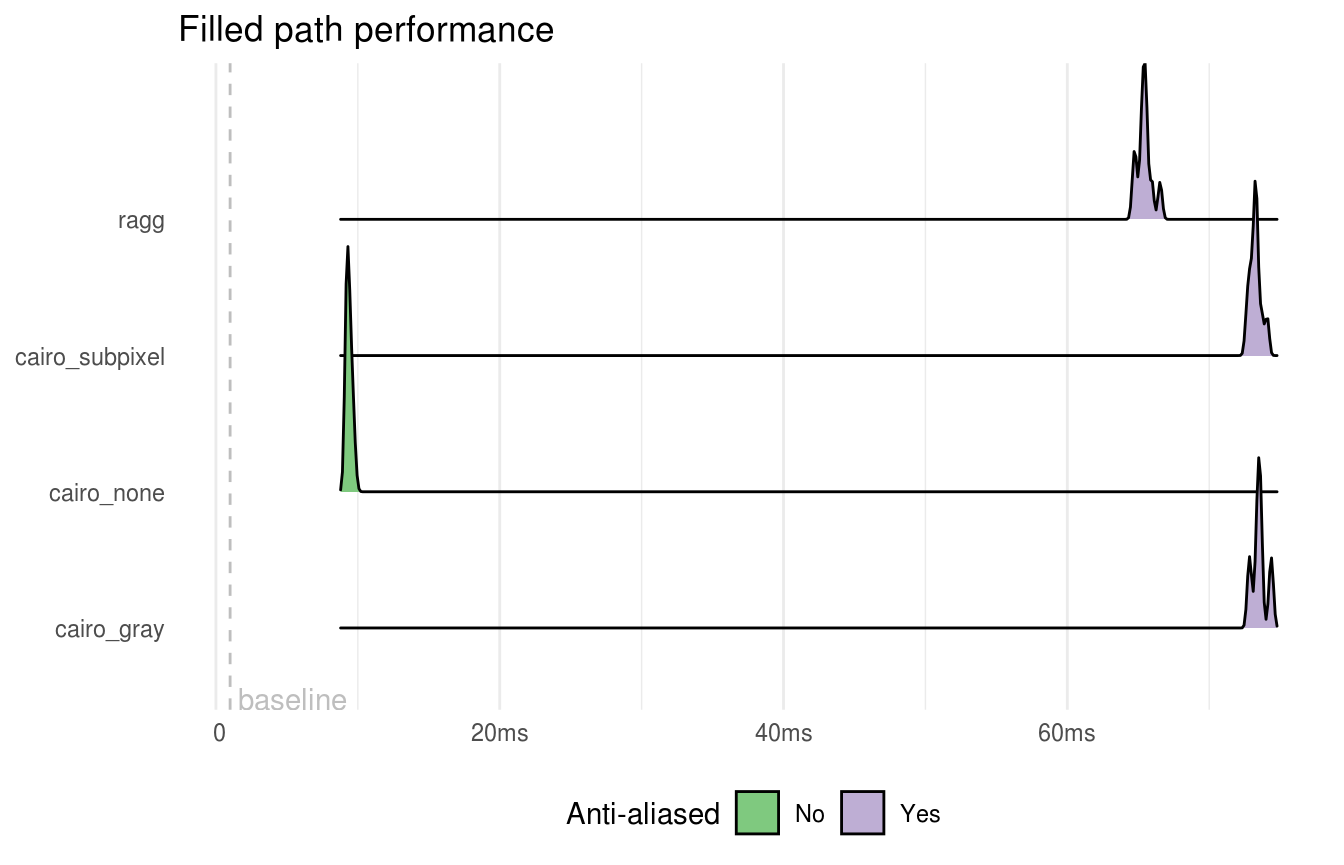 Filled path performance
ragg
cairo_subpixel
cairo_none
cairo_gray
baseline
0 20ms 40ms 60ms
Anti-aliased No Yes